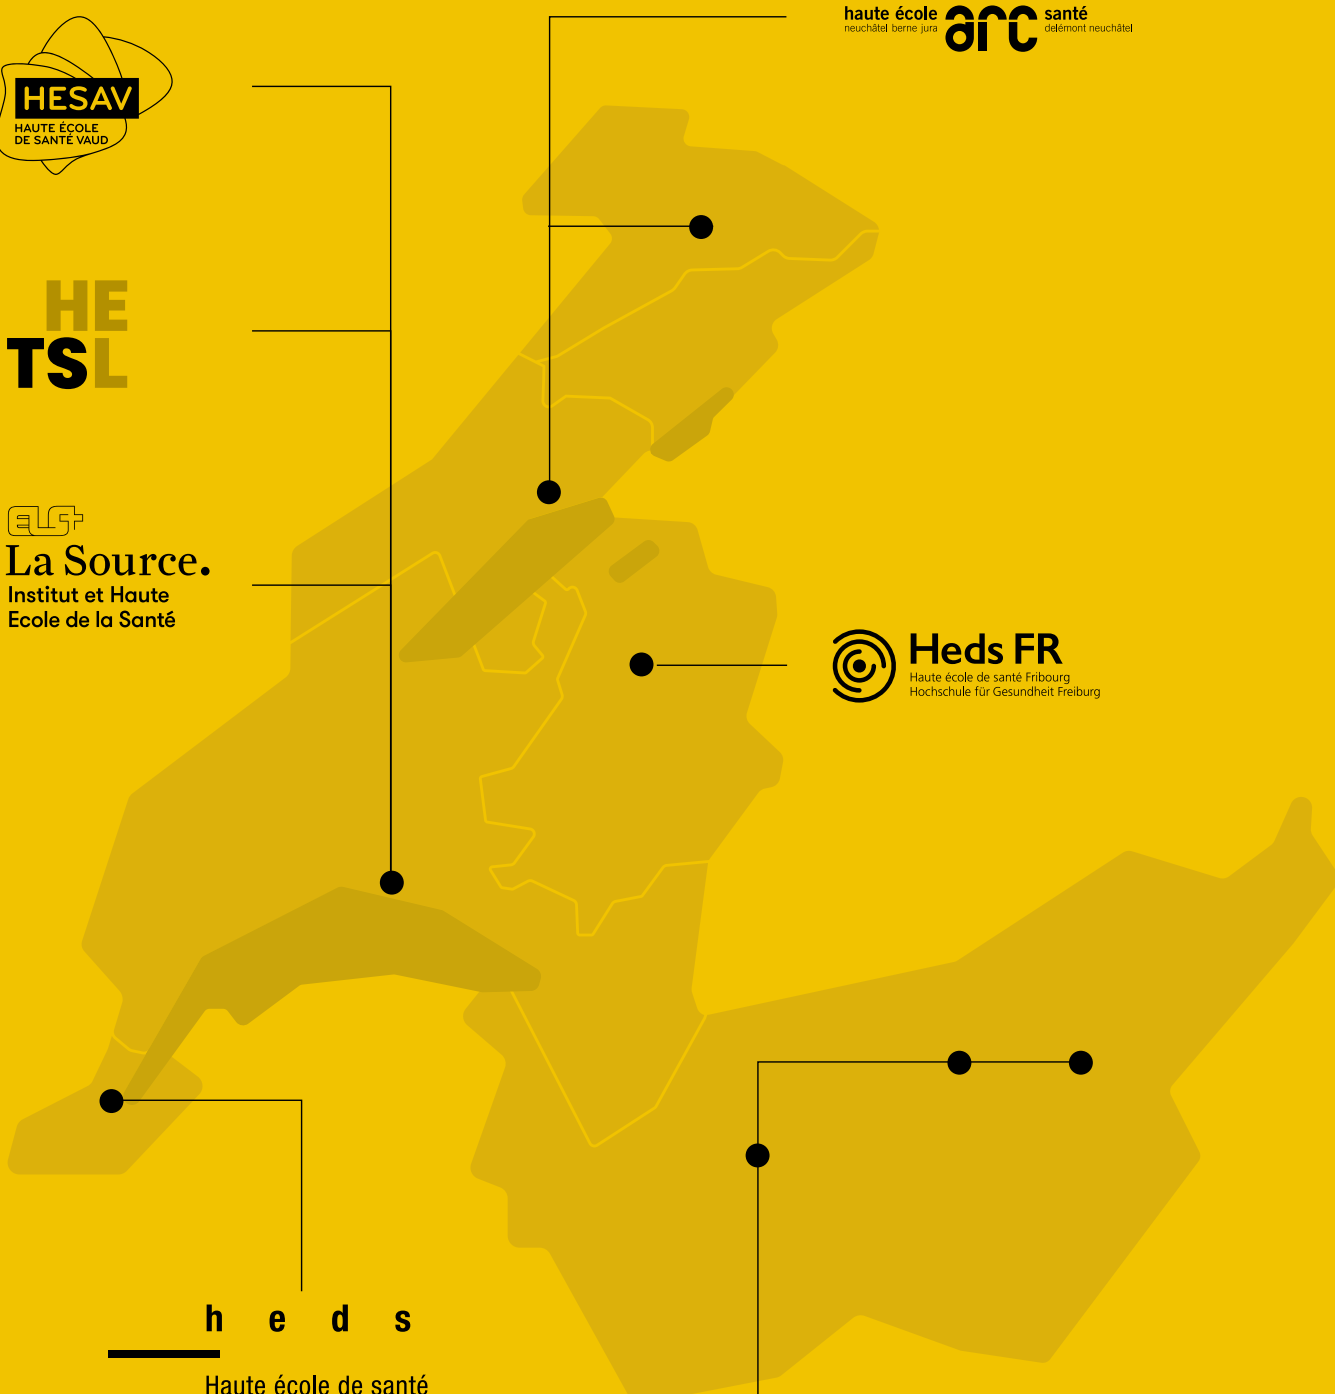 haute école arc santé
neuchâtel berne jura delémont neuchâtel
HESAV
HAUTE ÉCOLE
DE SANTÉ VAUD
HE
TSL
ELS+
La Source.
Institut et Haute
Ecole de la Santé
Heds FR
Haute école de santé Fribourg
Hochschule für Gesundheit Freiburg
h e d s
Haute école de santé